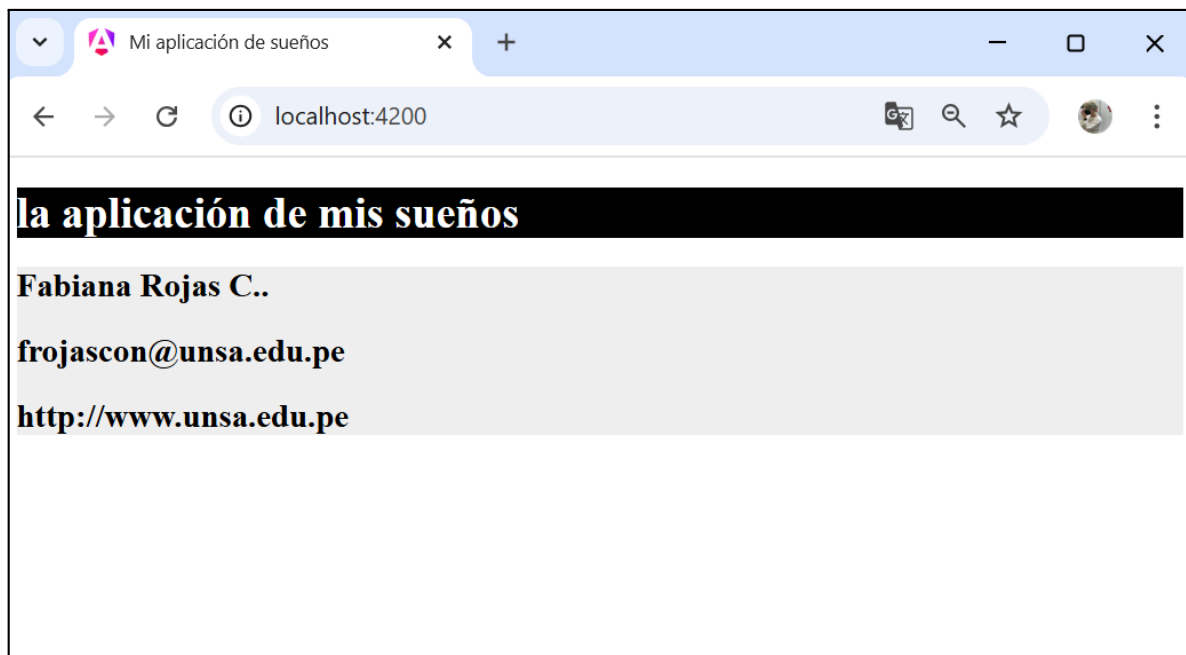 Mi aplicación de sueños
localhost:4200
la aplicación de mis sueños
Fabiana Rojas C..
frojascon@unsa.edu.pe
http://www.unsa.edu.pe